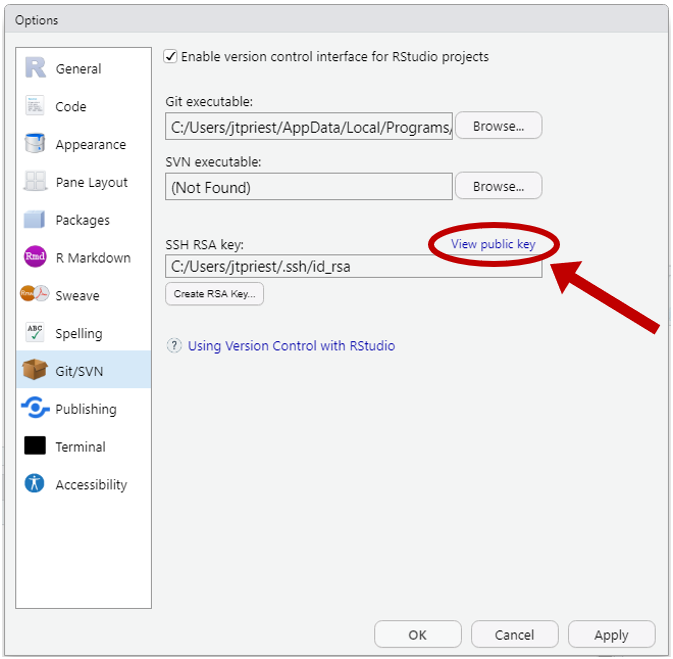 Options
R
General
Code
Appearance
Pane Layout
Packages
Rmd
R Markdown
Sweave
ABC
Spelling
Git/SVN
Publishing
Terminal
Accessibility
Enable version control interface for RStudio projects
Git executable:
C:/Users/jtpriest/AppData/Local/Programs/
Browse...
SVN executable:
(Not Found)
Browse...
SSH RSA key:
View public key
C:/Users/jtpriest/.ssh/id_rsa
Create RSA Key...
? Using Version Control with RStudio
OK
Cancel
Apply